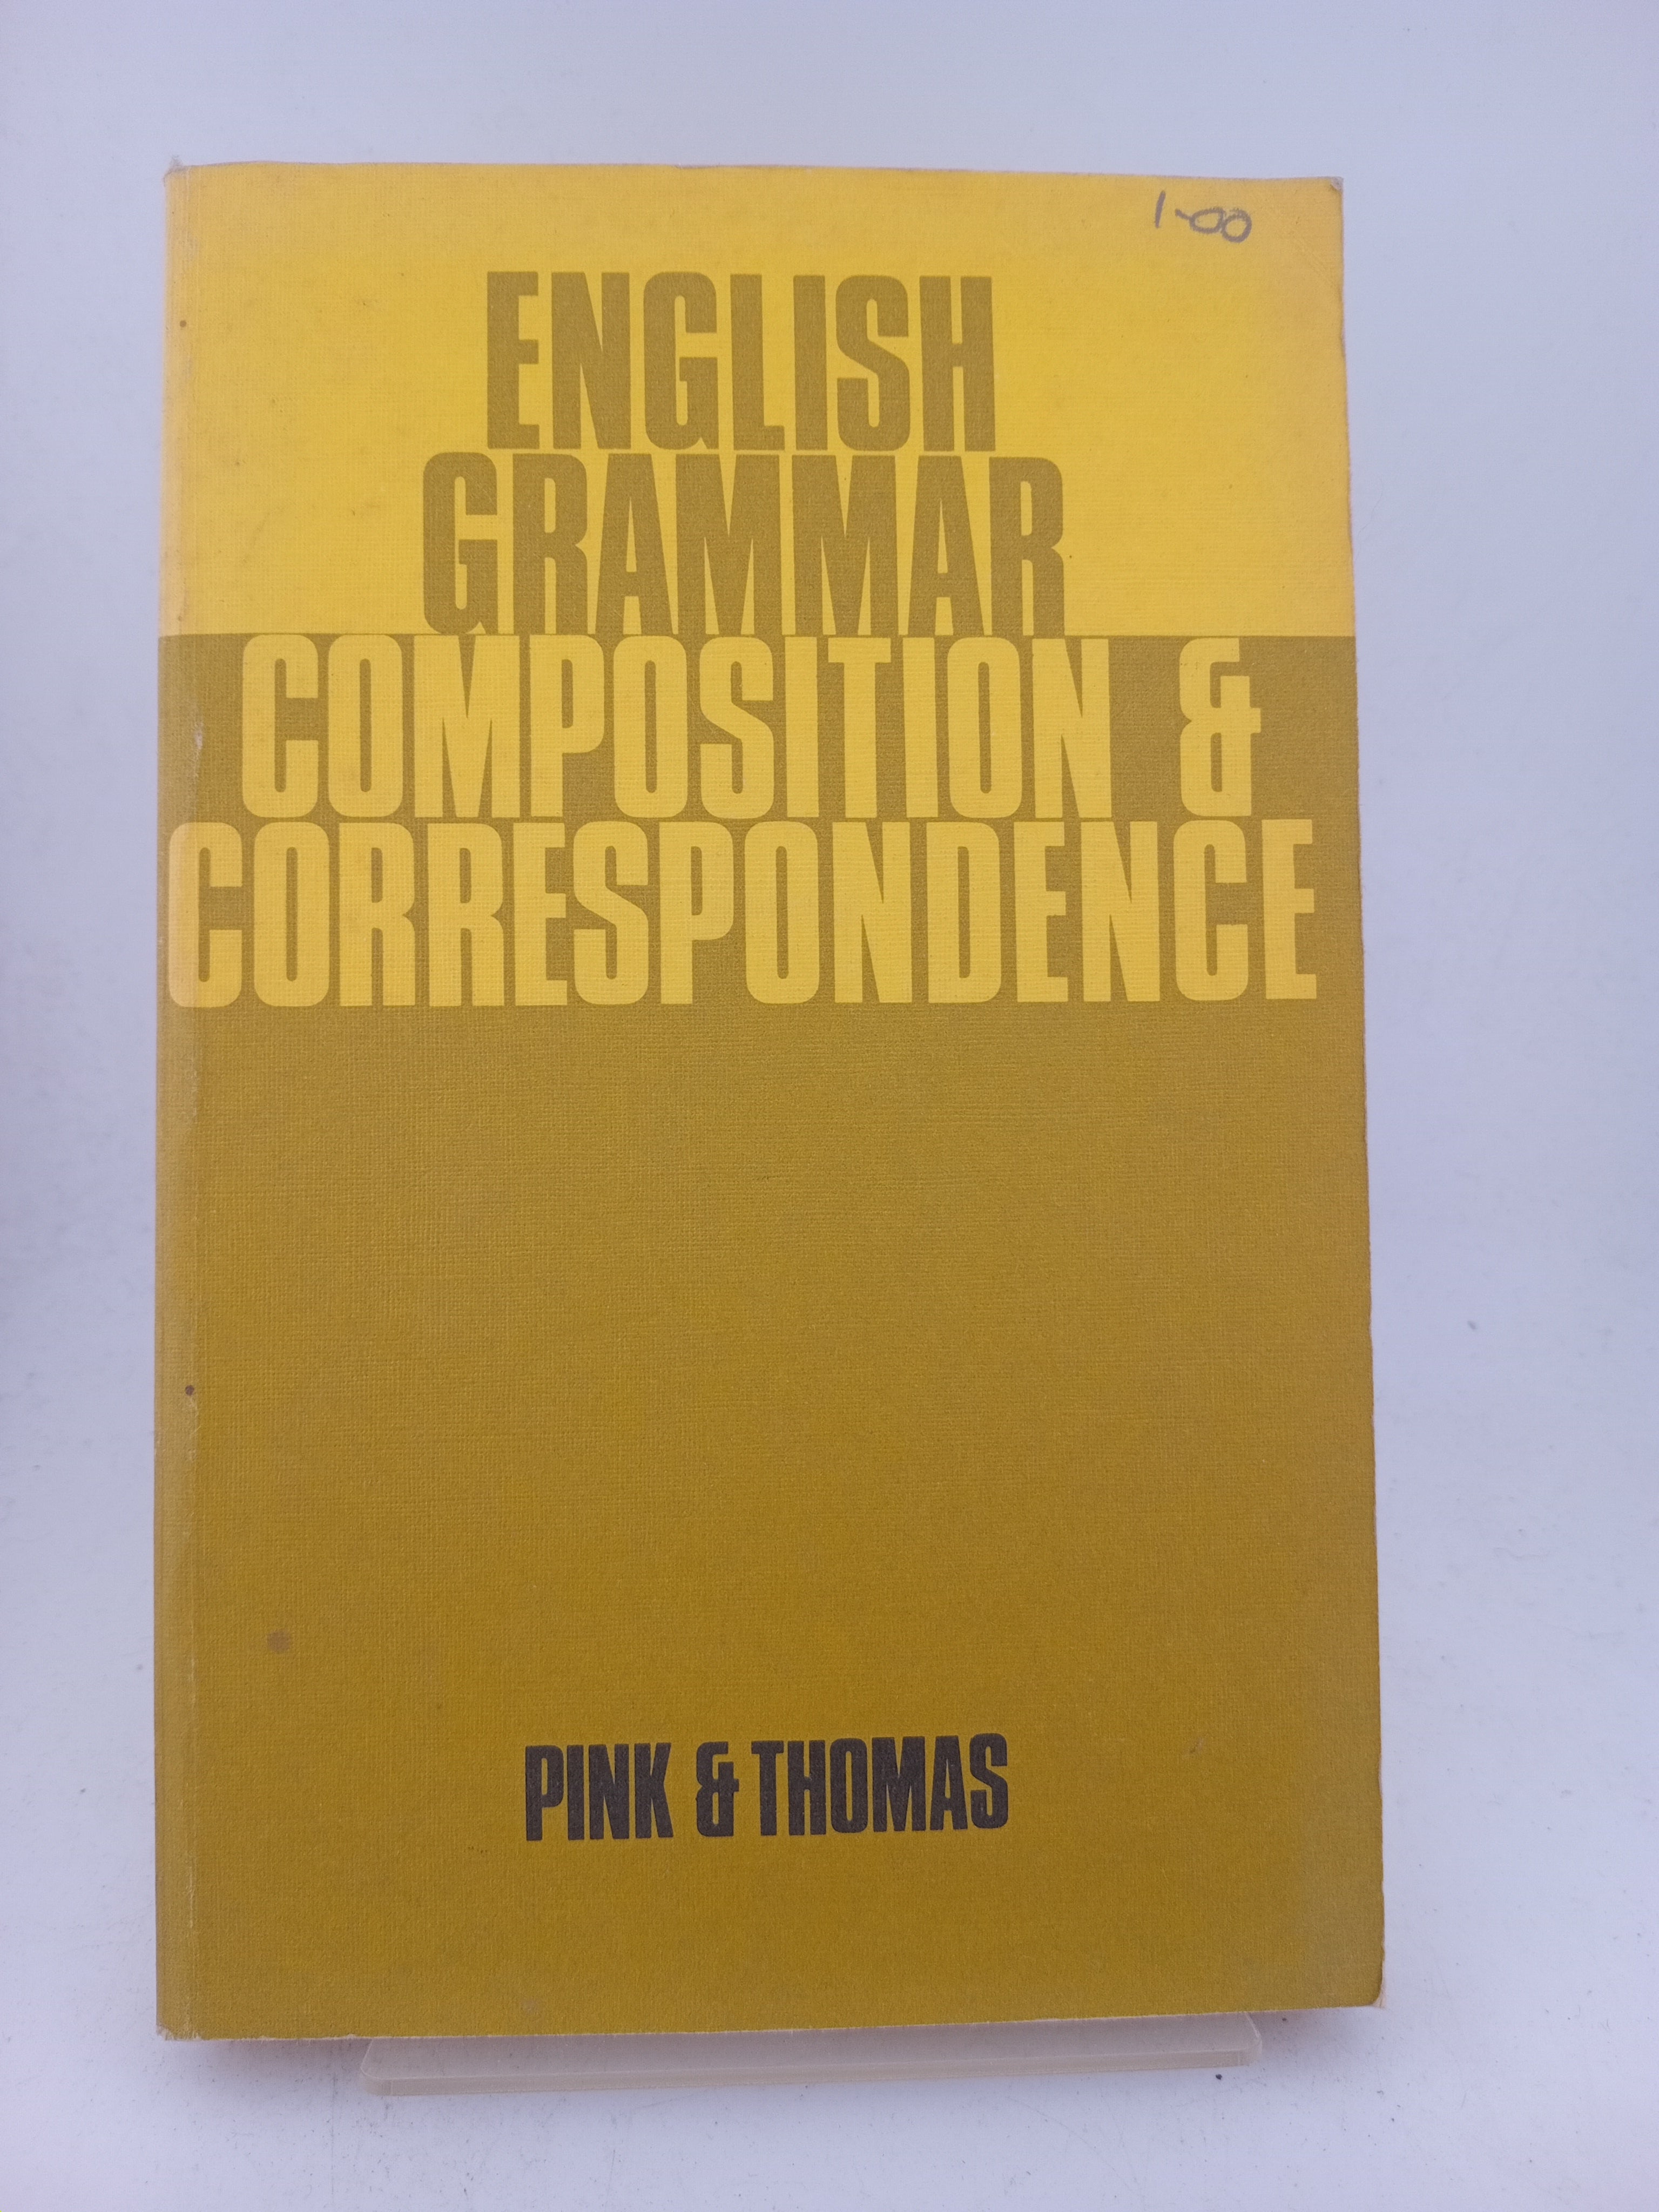 1-00
ENGLISH
GRAMMAR
COMPOSITION &
CORRESPONDENCE
PINK & THOMAS